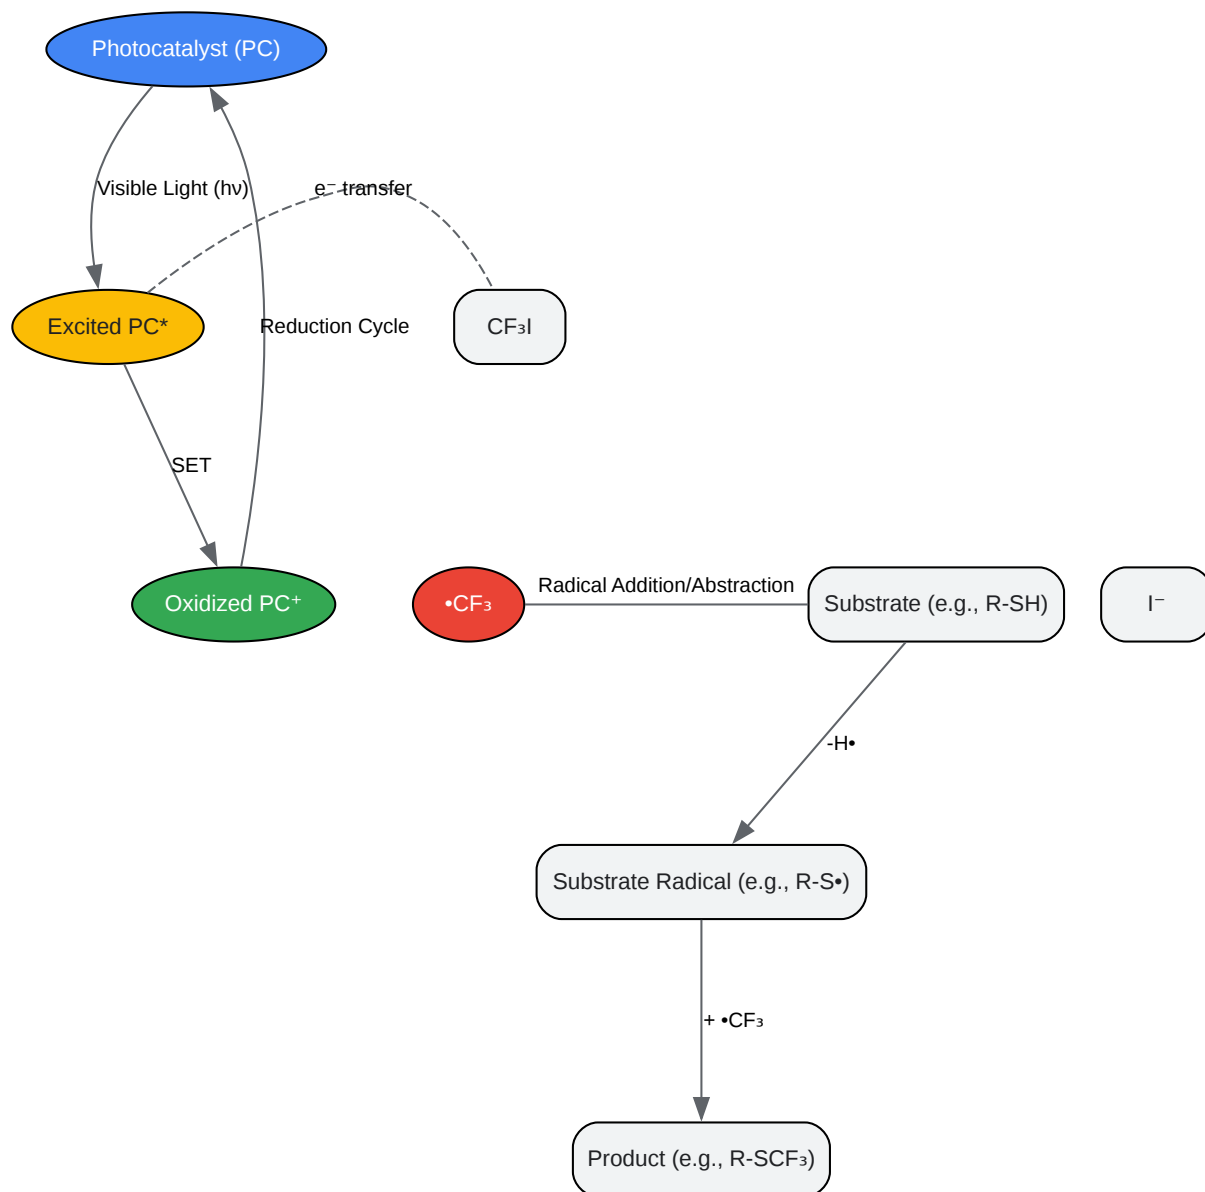 Photocatalyst (PC)
Visible Light (hν)
e⁻ transfer
Excited PC*
Reduction Cycle
CF₃I
SET
Oxidized PC⁺
•CF₃
Radical Addition/Abstraction
Substrate (e.g., R-SH)
I⁻
-H•
Substrate Radical (e.g., R-S•)
+ •CF₃
Product (e.g., R-SCF₃)